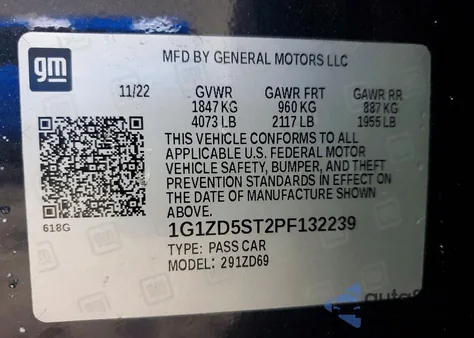 gm
MFD BY GENERAL MOTORS LLC
11/22 GVWR GAWR FRT GAWR RR
1847 KG 960 KG 887 KG
4073 LB 2117 LB 1955 LB
THIS VEHICLE CONFORMS TO ALL
APPLICABLE U.S. FEDERAL MOTOR
VEHICLE SAFETY, BUMPER, AND THEFT
PREVENTION STANDARDS IN EFFECT ON
THE DATE OF MANUFACTURE SHOWN
ABOVE.
618G
1G1ZD5ST2PF132239
TYPE: PASS CAR
MODEL: 291ZD69